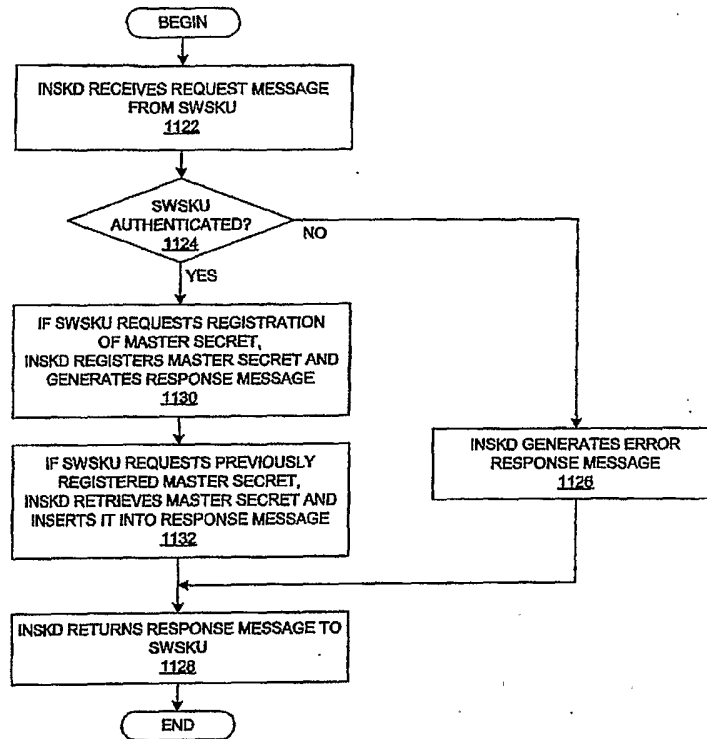 BEGIN
INSKD RECEIVES REQUEST MESSAGE
FROM SWSKU
1122
SWSKU
AUTHENTICATED?
1124
NO
YES
IF SWSKU REQUESTS REGISTRATION
OF MASTER SECRET,
INSKD REGISTERS MASTER SECRET AND
GENERATES RESPONSE MESSAGE
1130
INSKD GENERATES ERROR
RESPONSE MESSAGE
1126
IF SWSKU REQUESTS PREVIOUSLY
REGISTERED MASTER SECRET,
INSKD RETRIEVES MASTER SECRET AND
INSERTS IT INTO RESPONSE MESSAGE
1132
INSKD RETURNS RESPONSE MESSAGE TO
SWSKU
1128
END